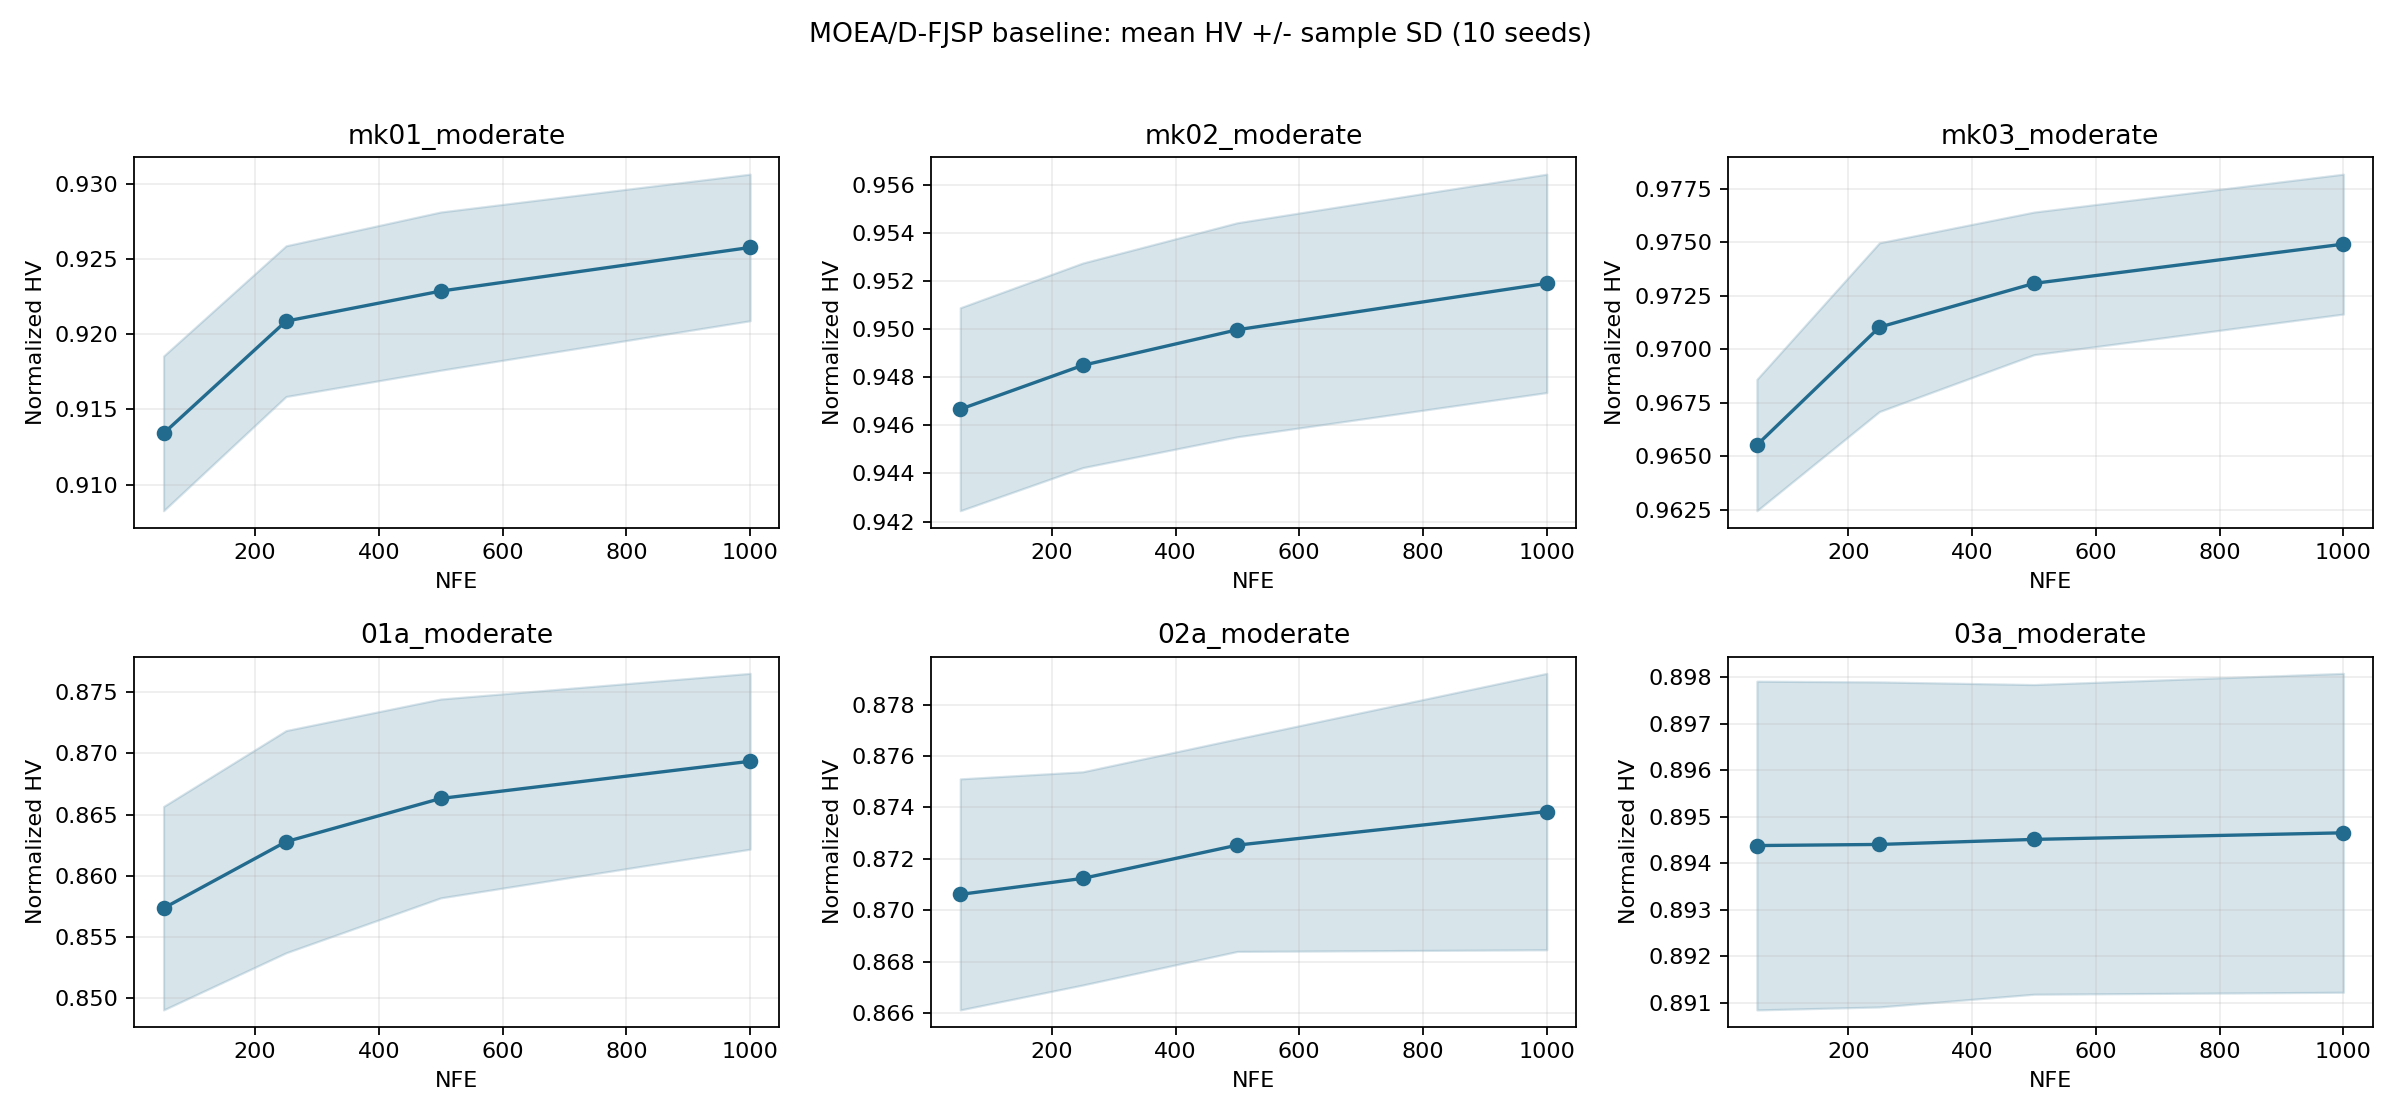 MOEA/D-FJSP baseline: mean HV +/- sample SD (10 seeds)
mk01_moderate
0.930
0.925
0.920
0.915
0.910
Normalized HV
200 400 600 800 1000
NFE
mk02_moderate
0.956
0.954
0.952
0.950
0.948
0.946
0.944
0.942
Normalized HV
200 400 600 800 1000
NFE
mk03_moderate
0.9775
0.9750
0.9725
0.9700
0.9675
0.9650
0.9625
Normalized HV
200 400 600 800 1000
NFE
01a_moderate
0.875
0.870
0.865
0.860
0.855
0.850
Normalized HV
200 400 600 800 1000
NFE
02a_moderate
0.878
0.876
0.874
0.872
0.870
0.868
0.866
Normalized HV
200 400 600 800 1000
NFE
03a_moderate
0.898
0.897
0.896
0.895
0.894
0.893
0.892
0.891
Normalized HV
200 400 600 800 1000
NFE